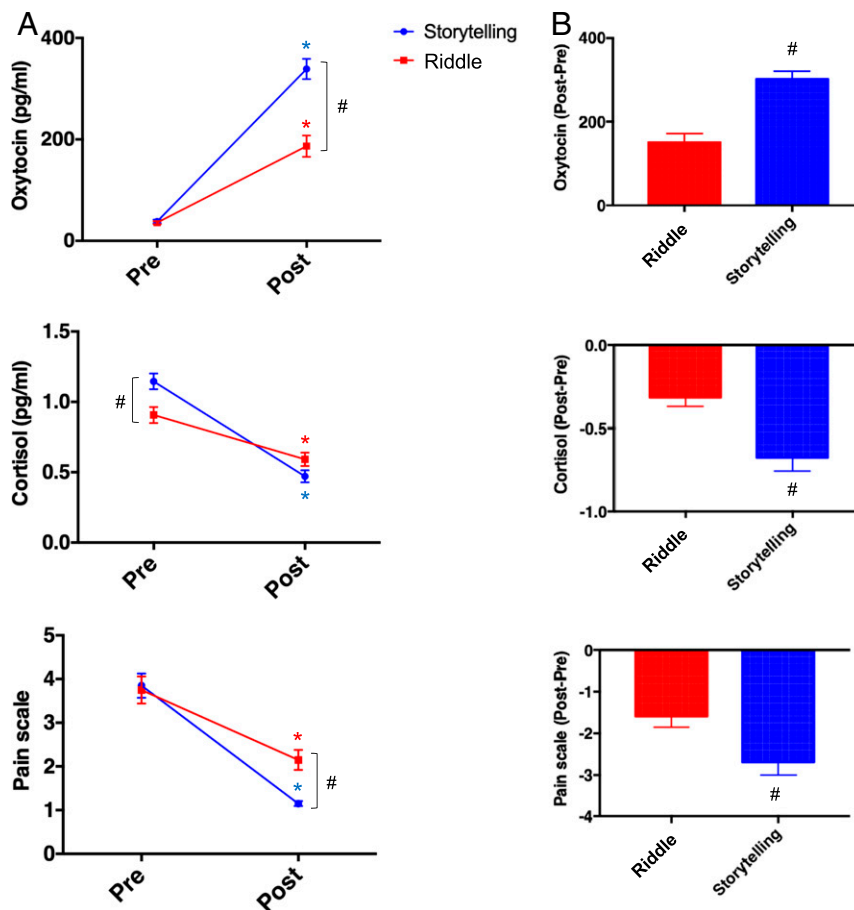 A
Oxytocin (pg/ml)
400
200
0
*
*
#
Pre
Post
Storytelling
Riddle
B
Oxytocin (Post-Pre)
400
200
0
#
Riddle
Storytelling
Cortisol (pg/ml)
1.5
1.0
0.5
0.0
#
*
*
Pre
Post
Cortisol (Post-Pre)
0.0
-0.5
-1.0
#
Riddle
Storytelling
Pain scale
5
4
3
2
1
0
*
*
#
Pre
Post
Pain scale (Post-Pre)
0
-1
-2
-3
-4
#
Riddle
Storytelling